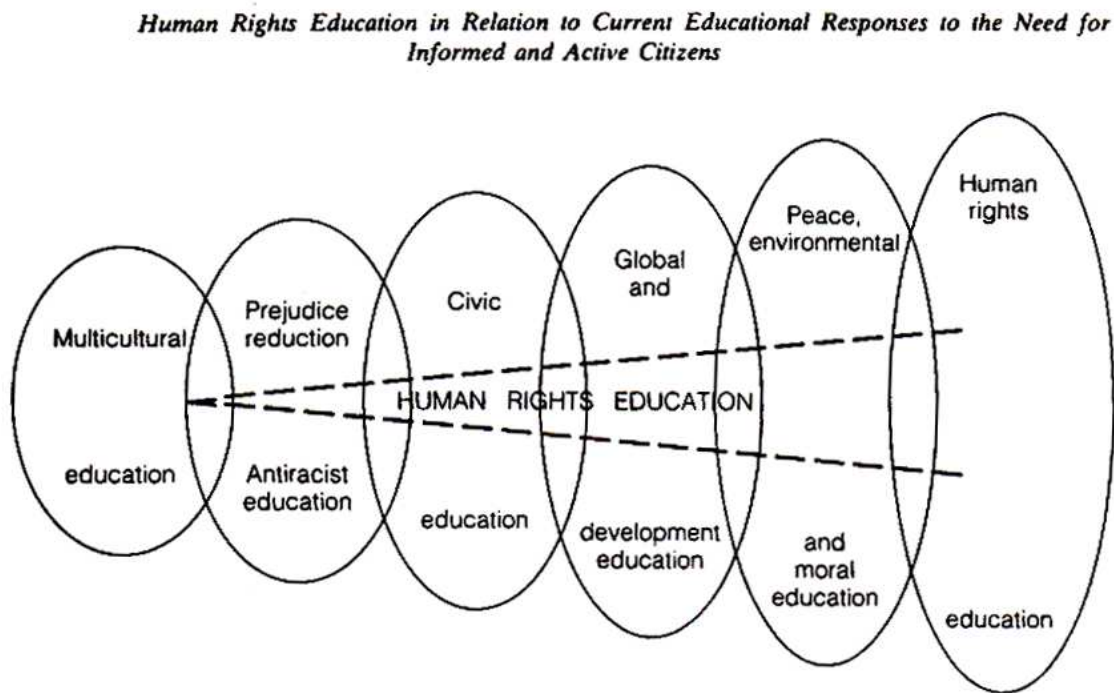 Human Rights Education in Relation to Current Educational Responses to the Need for
Informed and Active Citizens
Multicultural
education
Prejudice
reduction
Antiracist
education
Civic
education
Global
and
development
education
Peace,
environmental
and
moral
education
Human
rights
education
HUMAN RIGHTS EDUCATION